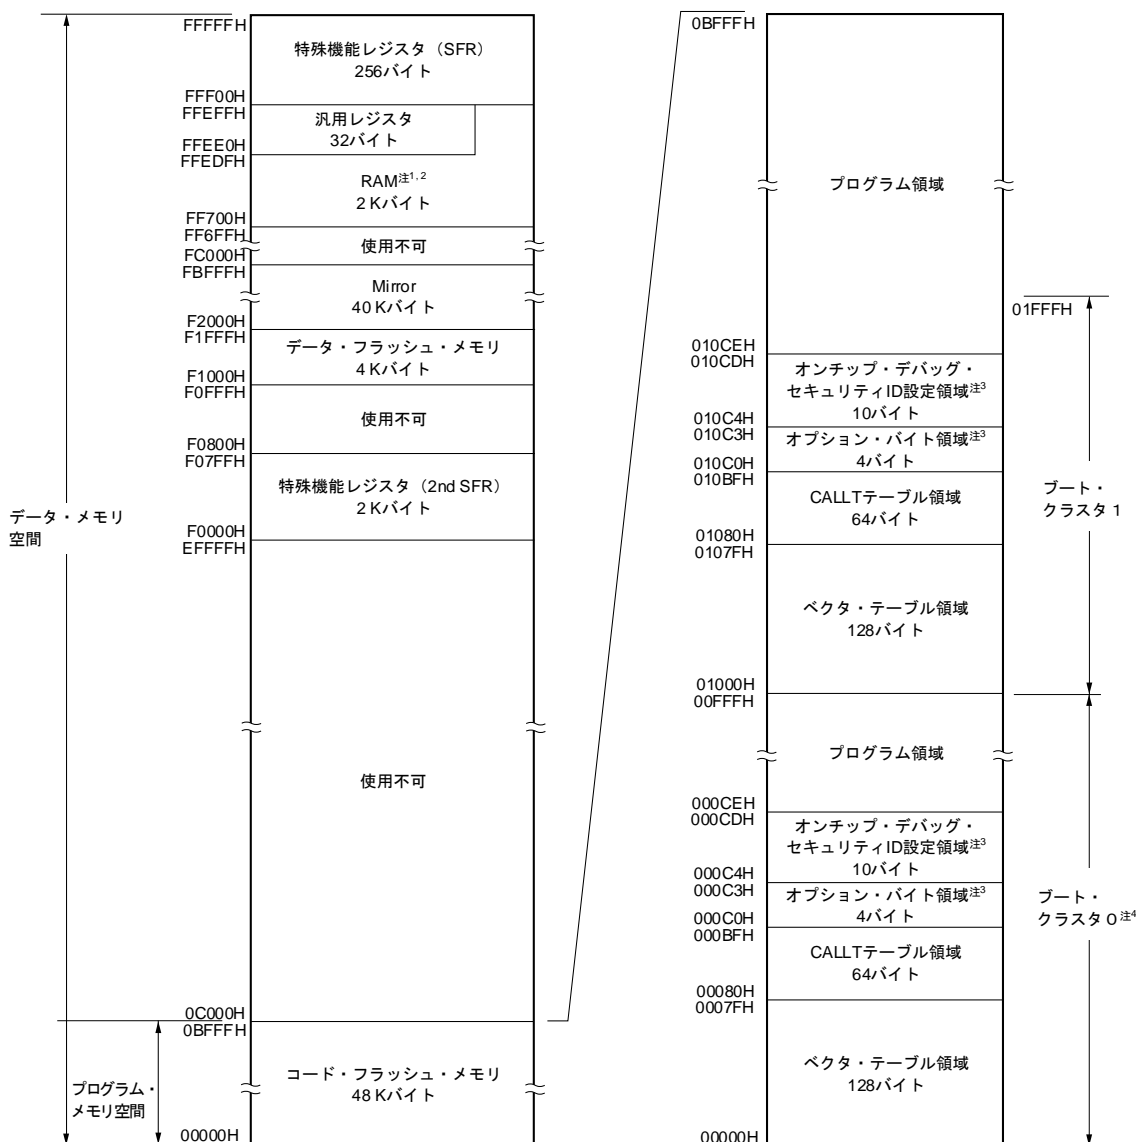 FFFFFH
特殊機能レジスタ（SFR）
256バイト
FFF00H
FFEFFH
汎用レジスタ
32バイト
FFEE0H
FFEDFH
RAM注1, 2
2 Kバイト
FF700H
FF6FFH
使用不可
FC000H
FBFFFH
Mirror
40 Kバイト
F2000H
F1FFFH
データ・フラッシュ・メモリ
4 Kバイト
F1000H
F0FFFH
使用不可
F0800H
F07FFH
特殊機能レジスタ（2nd SFR）
2 Kバイト
F0000H
EFFFFH
データ・メモリ
空間
使用不可
0C000H
0BFFFH
コード・フラッシュ・メモリ
48 Kバイト
プログラム・
メモリ空間
00000H
0BFFFH
プログラム領域
01FFFH
010CEH
010CDH
オンチップ・デバッグ・
セキュリティID設定領域注3
10バイト
010C4H
010C3H
オプション・バイト領域注3
4バイト
010C0H
010BFH
CALLTテーブル領域
64バイト
ブート・
クラスタ 1
01080H
0107FH
ベクタ・テーブル領域
128バイト
01000H
00FFFH
プログラム領域
000CEH
000CDH
オンチップ・デバッグ・
セキュリティID設定領域注3
10バイト
000C4H
000C3H
オプション・バイト領域注3
4バイト
ブート・
クラスタ 0注4
000C0H
000BFH
CALLTテーブル領域
64バイト
00080H
0007FH
ベクタ・テーブル領域
128バイト
00000H